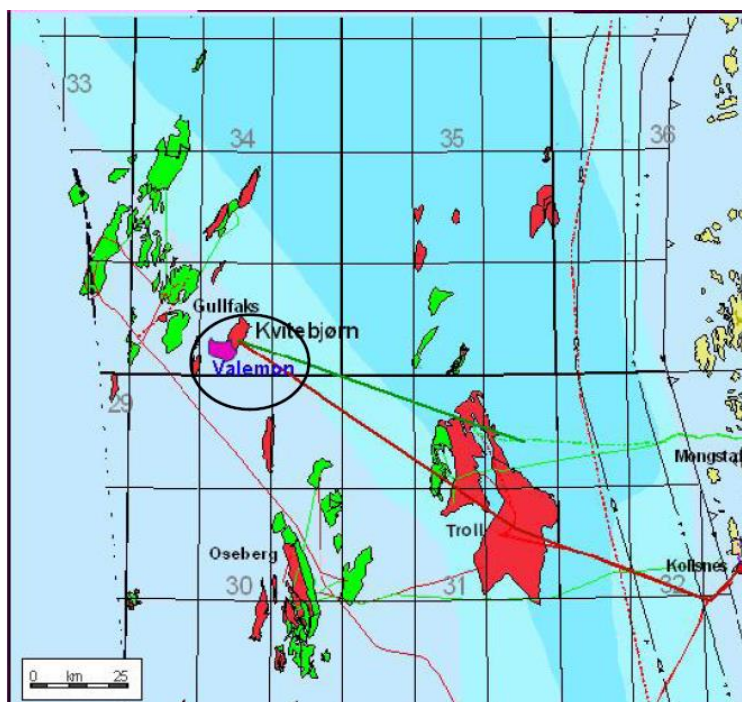 33
34
35
36
Gullfaks
Kvitebjørn
Valemon
29
Mongstad
Troll
Oseberg
Kollsnes
30
31
32
0 km 25